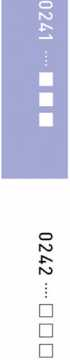 0241 ····· □ □ □
0242 ····· □ □ □